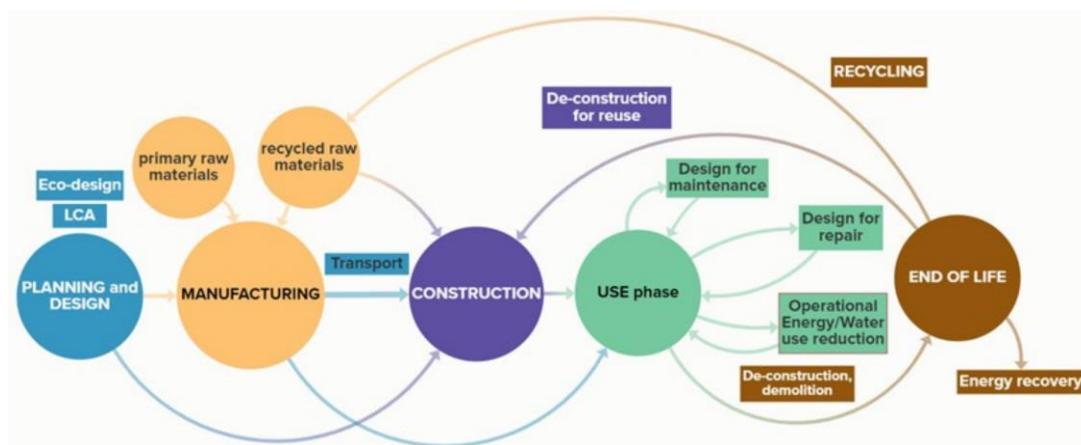 RECYCLING
De-construction
for reuse
primary raw
materials
recycled raw
materials
Design for
maintenance
Eco-design
LCA
Design for
repair
Transport
PLANNING and
DESIGN
MANUFACTURING
CONSTRUCTION
USE phase
END OF LIFE
Operational
Energy/Water
use reduction
De-construction,
demolition
Energy recovery